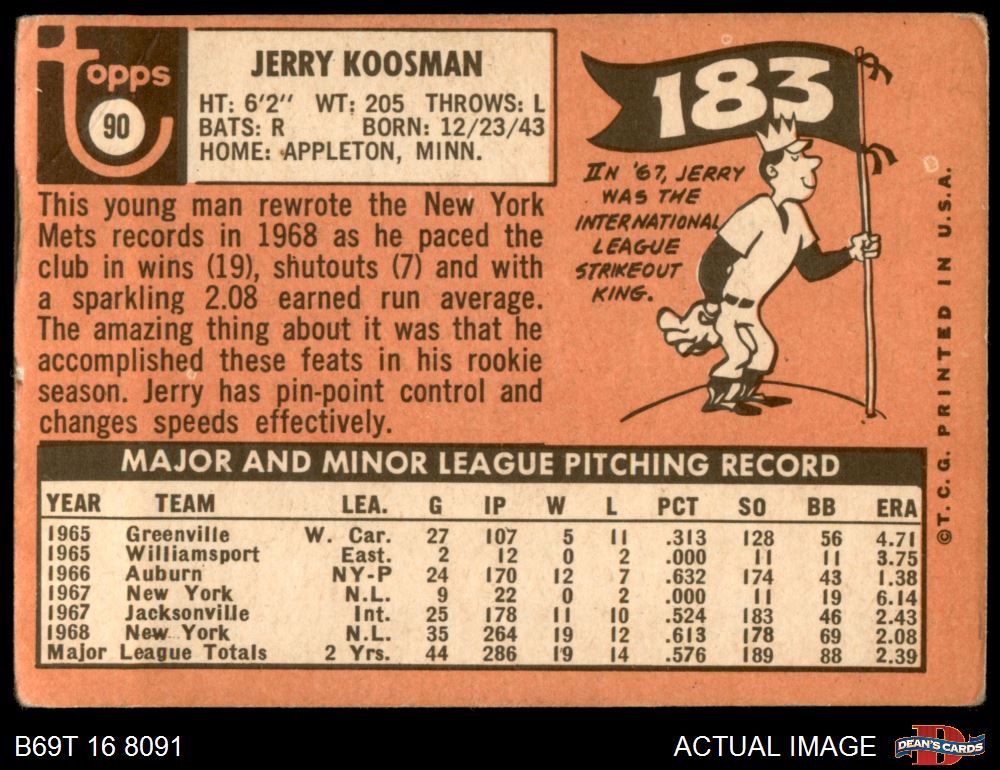 topps
90
JERRY KOOSMAN
HT: 6'2" WT: 205 THROWS: L
BATS: R BORN: 12/23/43
HOME: APPLETON, MINN.
This young man rewrote the New York
Mets records in 1968 as he paced the
club in wins (19), shutouts (7) and with
a sparkling 2.08 earned run average.
The amazing thing about it was that he
accomplished these feats in his rookie
season. Jerry has pin-point control and
changes speeds effectively.
183
IN '67, JERRY
WAS THE
INTERNATIONAL
LEAGUE
STRIKEOUT
KING.
©T.C.G. PRINTED IN U.S.A.
MAJOR AND MINOR LEAGUE PITCHING RECORD
YEAR TEAM LEA. G IP W L PCT SO BB ERA
1965 Greenville W. Car. 27 107 5 11 .313 128 56 4.71
1965 Williamsport East. 2 12 0 2 .000 11 11 3.75
1966 Auburn NY-P 24 170 12 7 .632 174 43 1.38
1967 New York N.L. 9 22 0 2 .000 11 19 6.14
1967 Jacksonville Int. 25 178 11 10 .524 183 46 2.43
1968 New York N.L. 35 264 19 12 .613 178 69 2.08
Major League Totals 2 Yrs. 44 286 19 14 .576 189 88 2.39
B69T 16 8091
ACTUAL IMAGE
DEAN'S CARDS